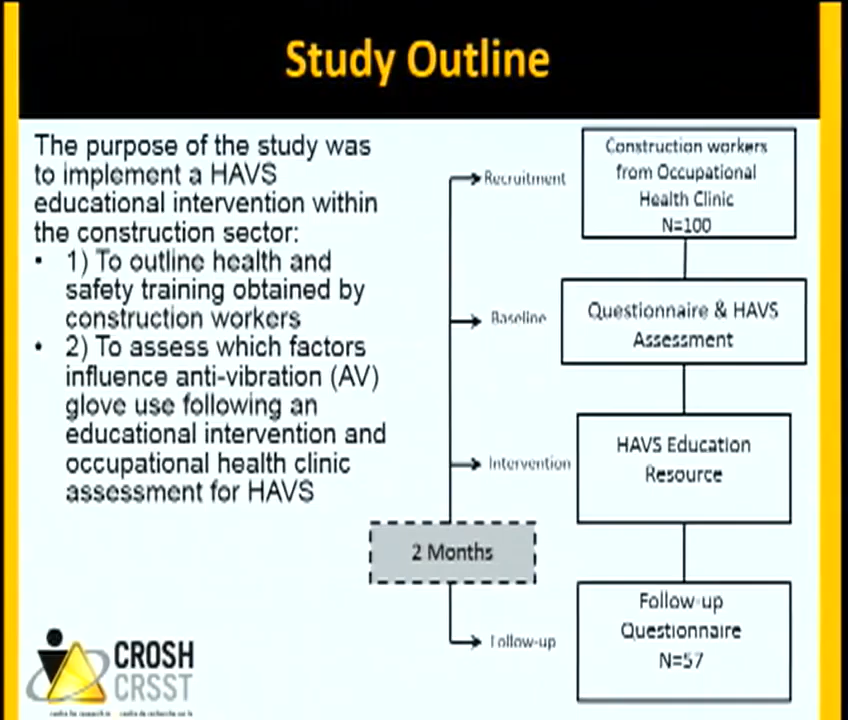 Study Outline
The purpose of the study was
to implement a HAVS
educational intervention within
the construction sector:
• 1) To outline health and
safety training obtained by
construction workers
• 2) To assess which factors
influence anti-vibration (AV)
glove use following an
educational intervention and
occupational health clinic
assessment for HAVS
Recruitment
Construction workers
from Occupational
Health Clinic
N=100
Baseline
Questionnaire & HAVS
Assessment
Intervention
HAVS Education
Resource
2 Months
Follow-up
Follow-up
Questionnaire
N=57
CROSH
CRSST